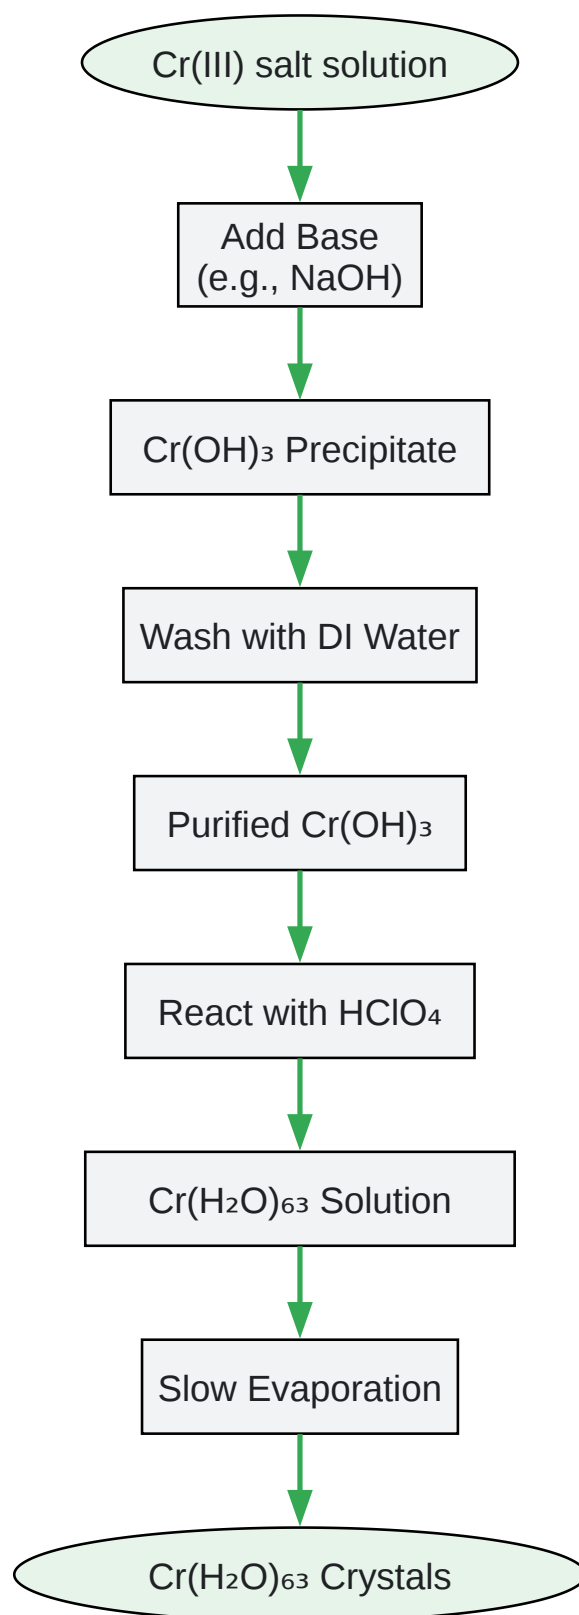 Cr(III) salt solution
Add Base
(e.g., NaOH)
Cr(OH)₃ Precipitate
Wash with DI Water
Purified Cr(OH)₃
React with HClO₄
Cr(H₂O)₆₃ Solution
Slow Evaporation
Cr(H₂O)₆₃ Crystals